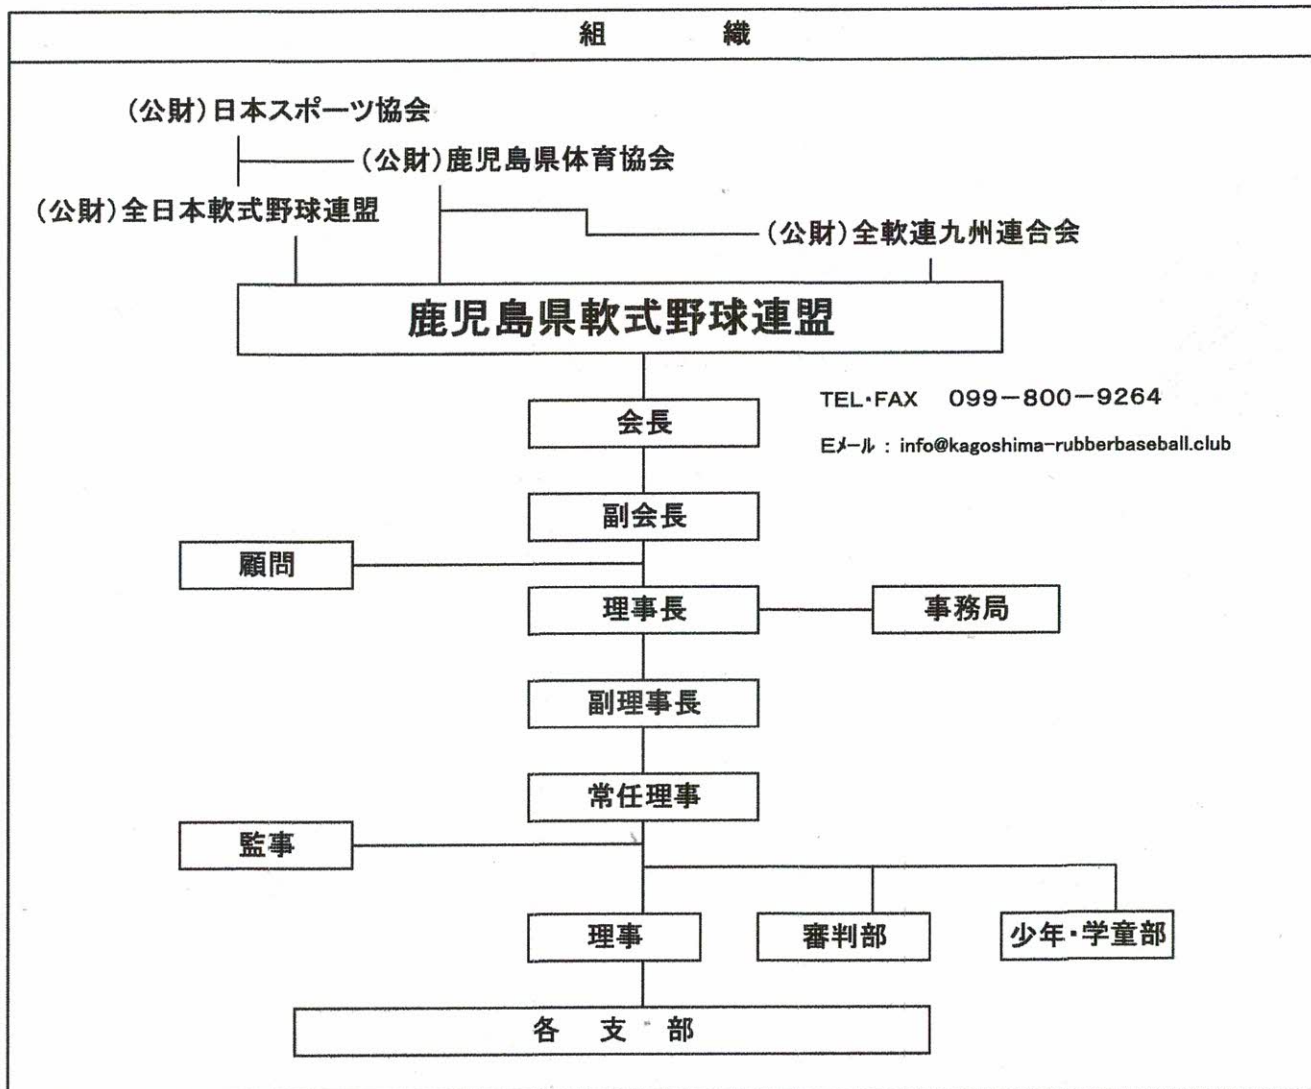 組 織
(公財)日本スポーツ協会
(公財)鹿児島県体育協会
(公財)全日本軟式野球連盟
(公財)全軟連九州連合会
鹿児島県軟式野球連盟
TEL・FAX 099-800-9264
会長
Eメール : info@kagoshima-rubberbaseball.club
副会長
顧問
理事長 事務局
副理事長
常任理事
監事
理事 審判部 少年・学童部
各 支 部